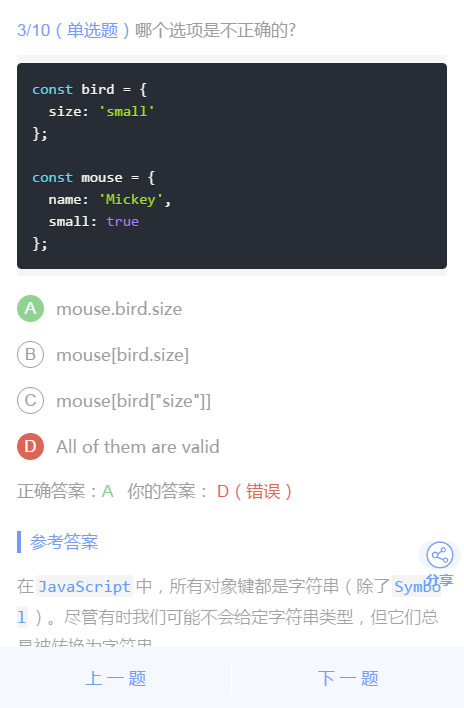 3/10（单选题）哪个选项是不正确的?
const bird = {
  size: 'small'
};
const mouse = {
  name: 'Mickey',
  small: true
};
A mouse.bird.size
B mouse[bird.size]
C mouse[bird["size"]]
D All of them are valid
正确答案：A 你的答案： D（错误）
参考答案
分享
在 JavaScript 中，所有对象键都是字符串（除了 Symbo
l ）。尽管有时我们可能不会给定字符串类型，但它们总
是被转换为字符串
上一题 下一题